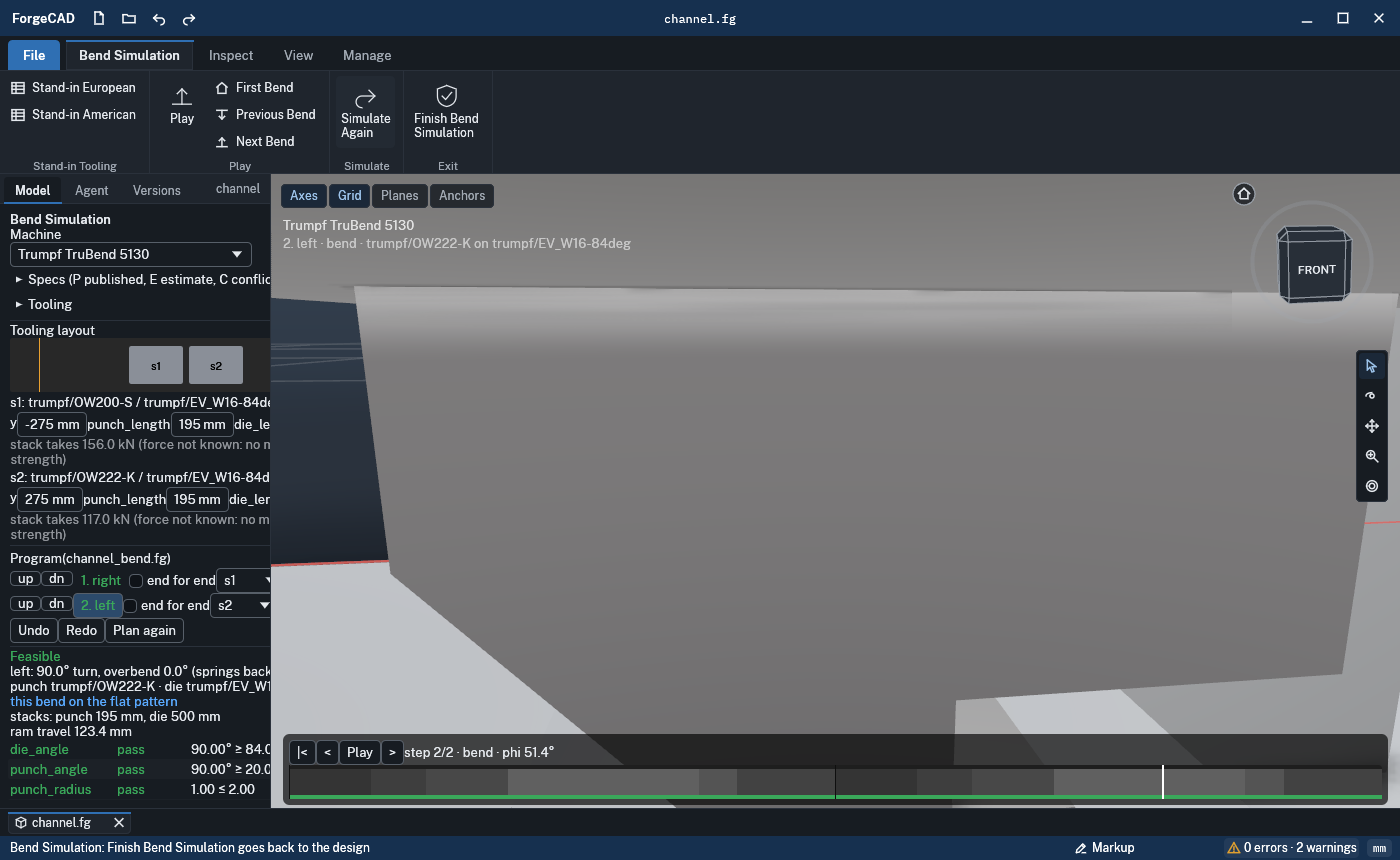 ForgeCAD
channel.fg
File
Bend Simulation
Inspect
View
Manage
Stand-in European
Stand-in American
Stand-in Tooling
Play
First Bend
Previous Bend
Next Bend
Play
Simulate Again
Simulate
Finish Bend Simulation
Exit
Model
Agent
Versions
channel
Bend Simulation
Machine
Trumpf TruBend 5130
Specs (P published, E estimate, C conflic
Tooling
Tooling layout
s1
s2
s1: trumpf/OW200-S / trumpf/EV_W16-84de
y -275 mm punch_length 195 mm die_le
stack takes 156.0 kN (force not known: no m
strength)
s2: trumpf/OW222-K / trumpf/EV_W16-84d
y 275 mm punch_length 195 mm die_ler
stack takes 117.0 kN (force not known: no m
strength)
Program(channel_bend.fg)
up dn 1. right end for end s1
up dn 2. left end for end s2
Undo Redo Plan again
Feasible
left: 90.0° turn, overbend 0.0° (springs back
punch trumpf/OW222-K · die trumpf/EV_W1
this bend on the flat pattern
stacks: punch 195 mm, die 500 mm
ram travel 123.4 mm
die_angle pass 90.00° ≥ 84.0
punch_angle pass 90.00° ≥ 20.0
punch_radius pass 1.00 ≤ 2.00
Axes
Grid
Planes
Anchors
Trumpf TruBend 5130
2. left · bend · trumpf/OW222-K on trumpf/EV_W16-84deg
FRONT
|< < Play > step 2/2 · bend · phi 51.4°
channel.fg
Bend Simulation: Finish Bend Simulation goes back to the design
Markup
0 errors · 2 warnings
mm